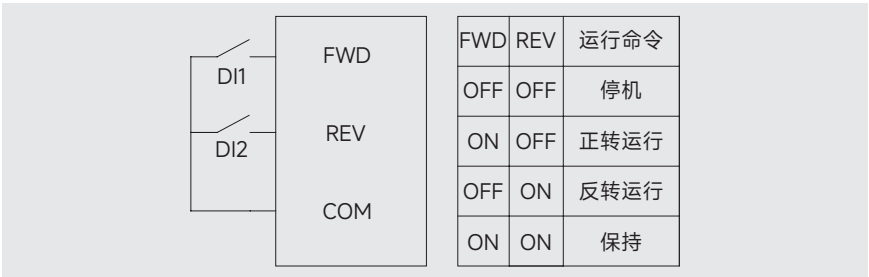 FWD
DI1
REV
DI2
COM
FWD REV 运行命令
OFF OFF 停机
ON OFF 正转运行
OFF ON 反转运行
ON ON 保持